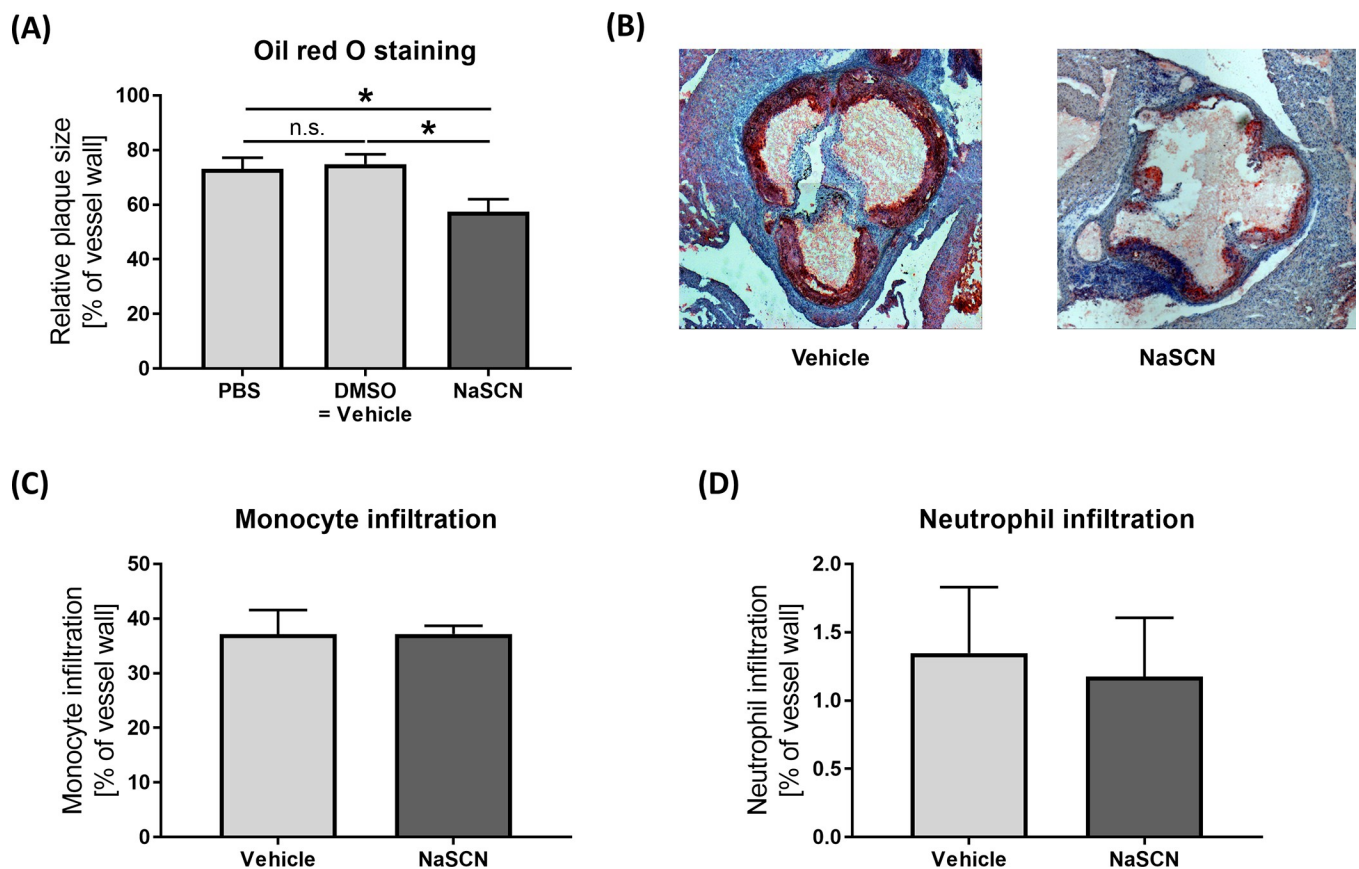 (A)
Oil red O staining
Relative plaque size
[% of vessel wall]
100
80
60
40
20
0
*
n.s.
*
PBS
DMSO
= Vehicle
NaSCN
(B)
Vehicle
NaSCN
(C)
Monocyte infiltration
Monocyte infiltration
[% of vessel wall]
50
40
30
20
10
0
Vehicle
NaSCN
(D)
Neutrophil infiltration
Neutrophil infiltration
[% of vessel wall]
2.0
1.5
1.0
0.5
0.0
Vehicle
NaSCN